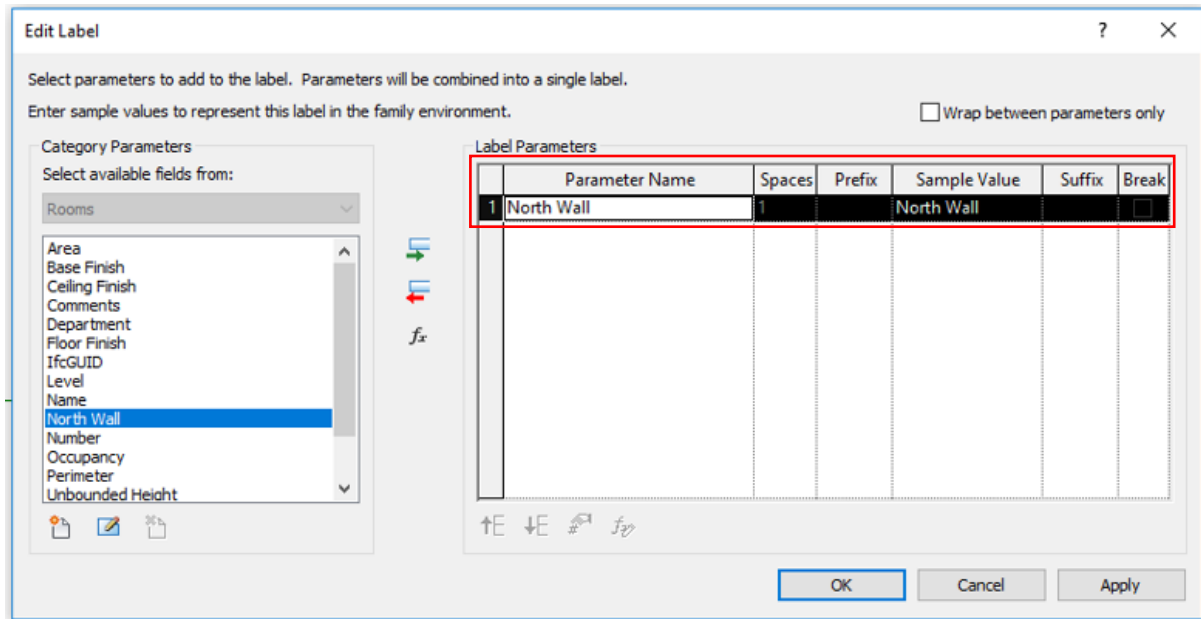 Edit Label
?
Select parameters to add to the label. Parameters will be combined into a single label.
Enter sample values to represent this label in the family environment.
Wrap between parameters only
Category Parameters
Select available fields from:
Rooms
Area
Base Finish
Ceiling Finish
Comments
Department
Floor Finish
IfcGUID
Level
Name
North Wall
Number
Occupancy
Perimeter
Unbounded Height
fx
Label Parameters
Parameter Name Spaces Prefix Sample Value Suffix Break
1 North Wall 1 North Wall
OK Cancel Apply